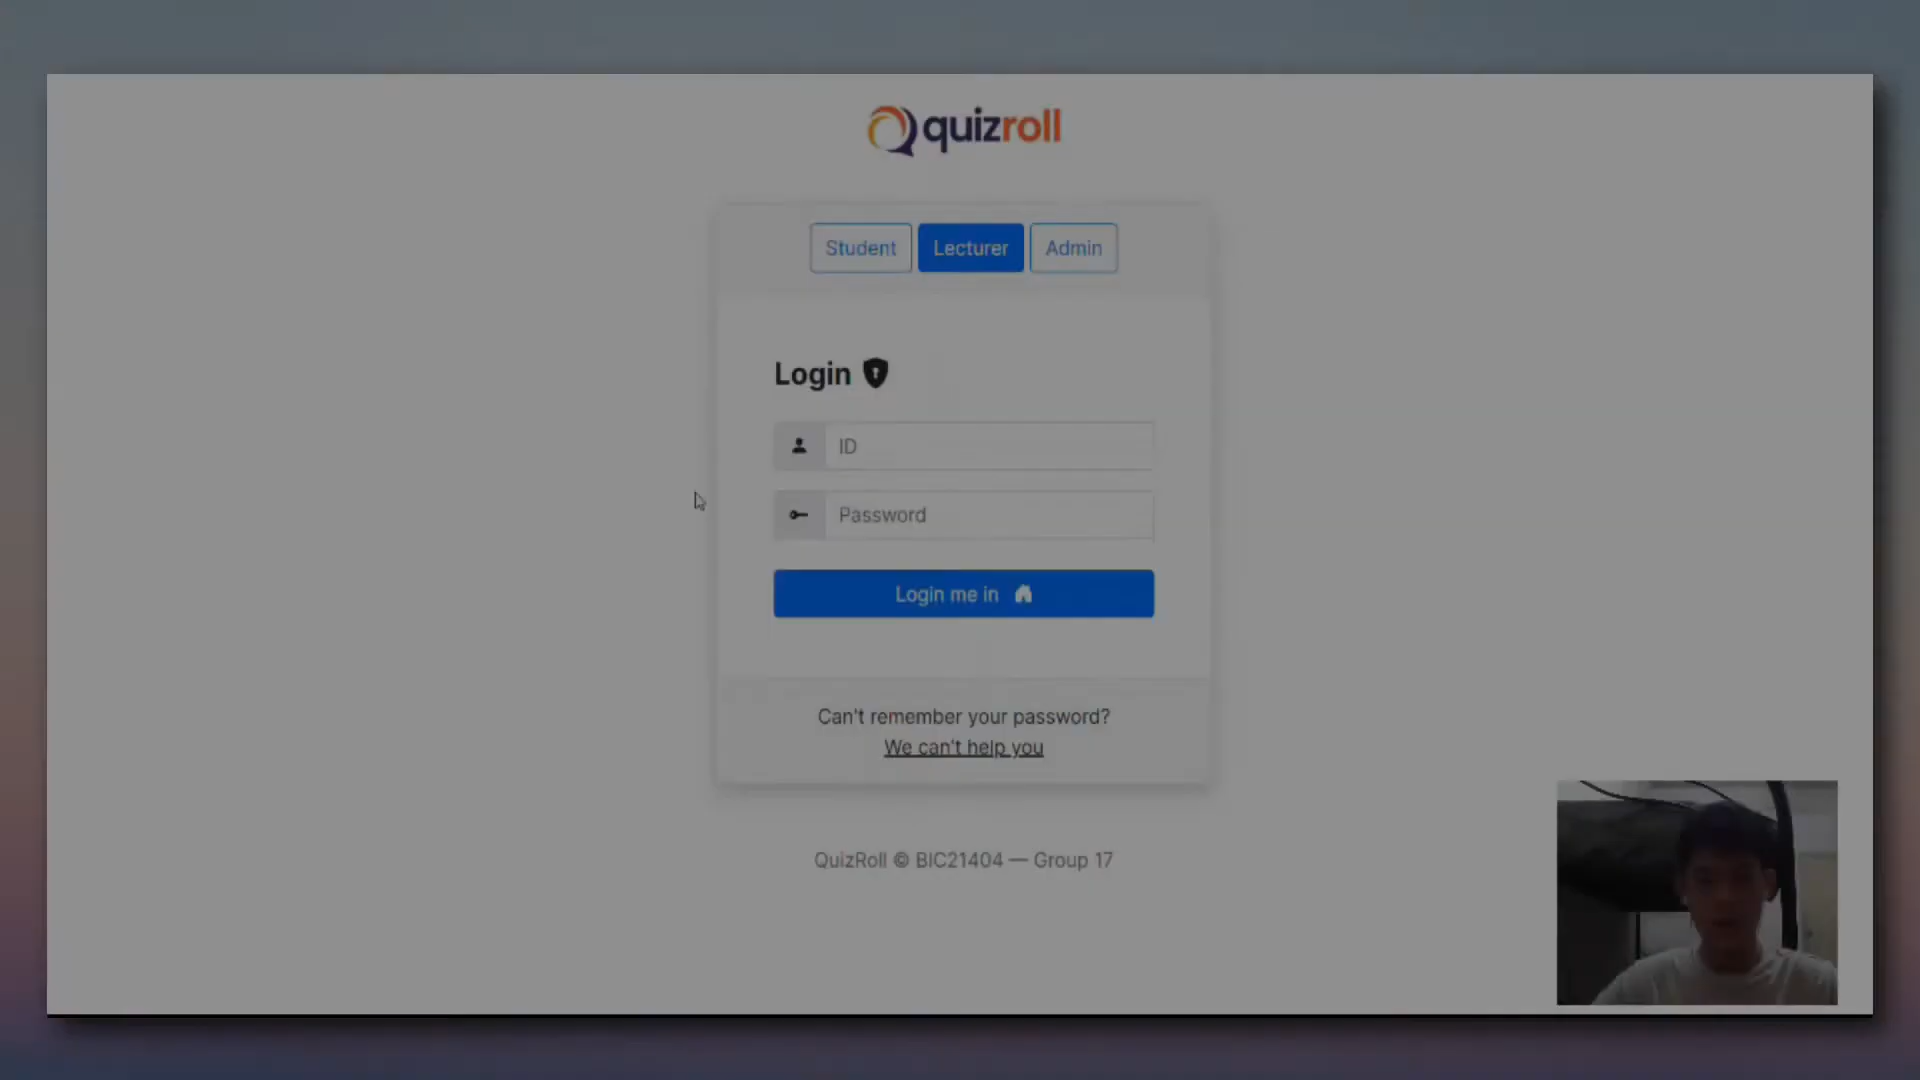 quizroll
Student Lecturer Admin
Login
ID
Password
Login me in
Can't remember your password?
We can't help you
QuizRoll © BIC21404 — Group 17